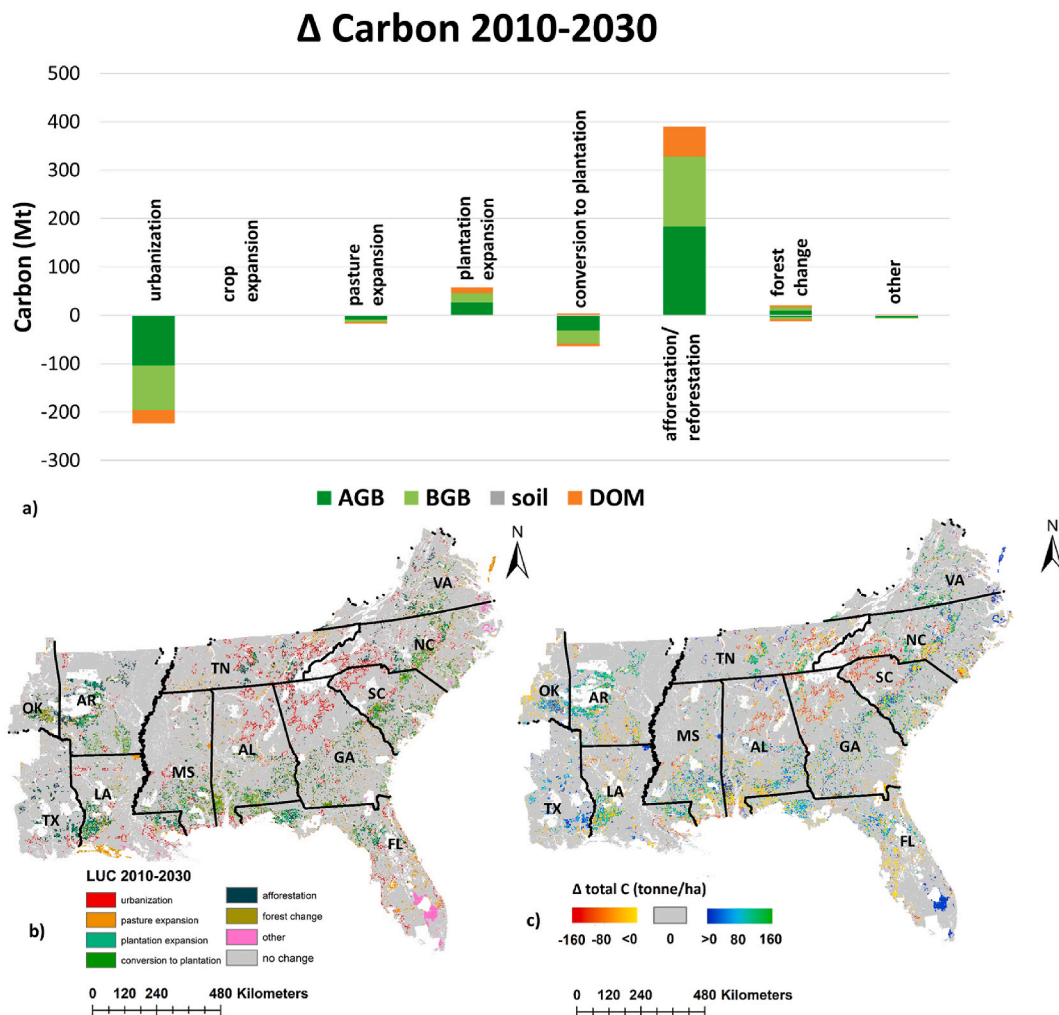 Δ Carbon 2010-2030
Carbon (Mt)
500
400
300
200
100
0
-100
-200
-300
urbanization
crop
expansion
pasture
expansion
plantation
expansion
conversion to plantation
afforestation/
reforestation
forest
change
other
AGB BGB soil DOM
a)
N
VA
NC
TN
SC
OK
AR
MS
AL
GA
LA
TX
FL
LUC 2010-2030
urbanization
pasture expansion
plantation expansion
conversion to plantation
afforestation
forest change
other
no change
b)
0 120 240 480 Kilometers
N
VA
NC
TN
SC
OK
AR
MS
AL
GA
LA
TX
FL
Δ total C (tonne/ha)
c)
-160 -80 <0 0 >0 80 160
0 120 240 480 Kilometers